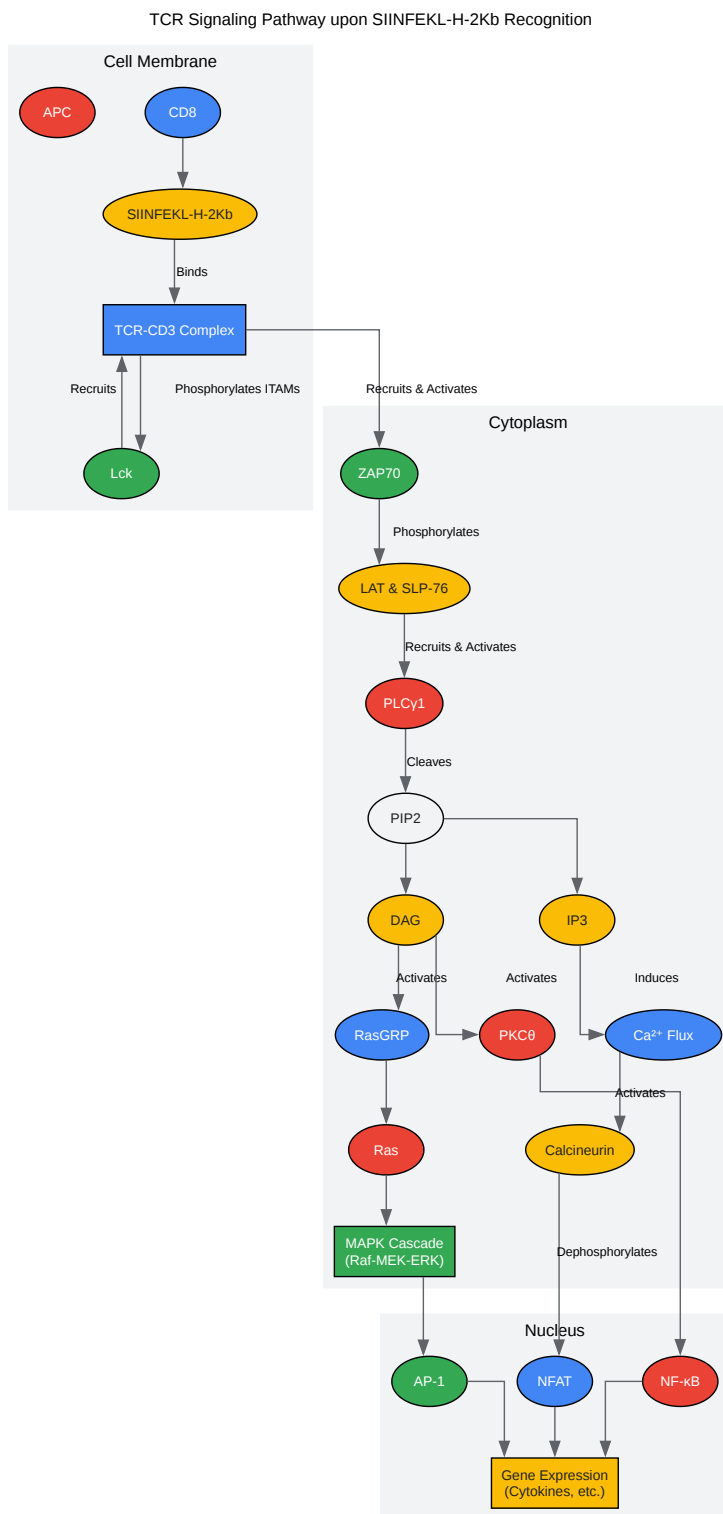 TCR Signaling Pathway upon SIINFEKL-H-2Kb Recognition
Cell Membrane
APC
CD8
SIINFEKL-H-2Kb
Binds
TCR-CD3 Complex
Recruits
Phosphorylates ITAMs
Recruits & Activates
Lck
Cytoplasm
ZAP70
Phosphorylates
LAT & SLP-76
Recruits & Activates
PLCγ1
Cleaves
PIP2
DAG
IP3
Activates
Activates
Induces
RasGRP
PKCθ
Ca²⁺ Flux
Activates
Ras
Calcineurin
MAPK Cascade
(Raf-MEK-ERK)
Dephosphorylates
Nucleus
AP-1
NFAT
NF-κB
Gene Expression
(Cytokines, etc.)